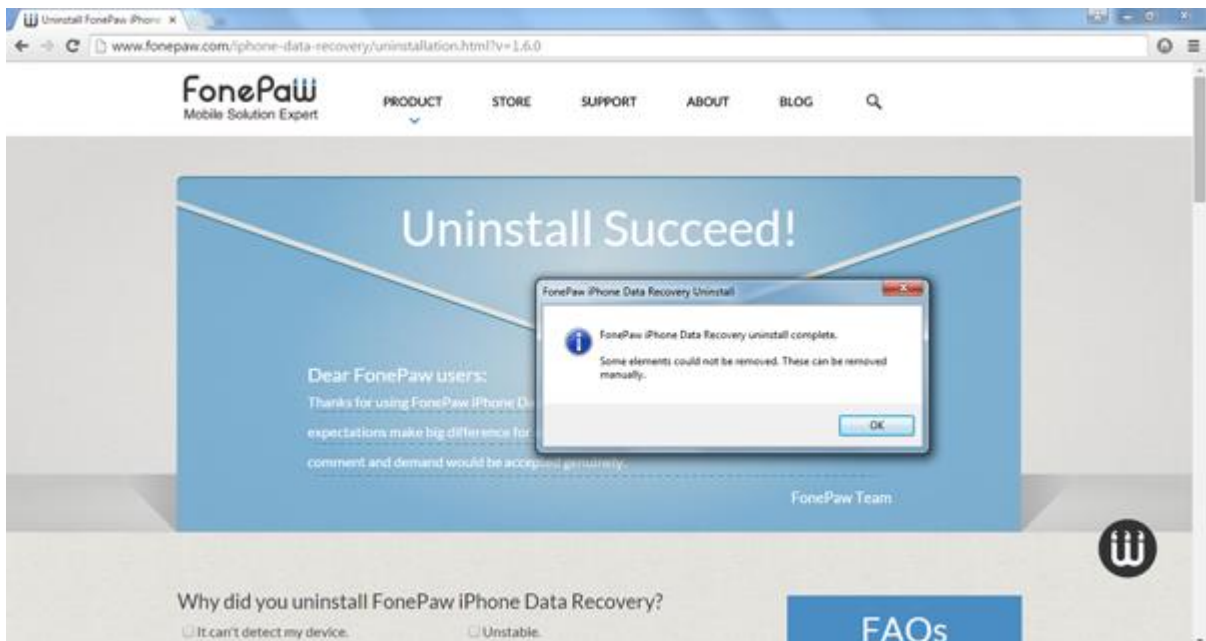 Uninstall FonePaw iPhone
www.fonepaw.com/iphone-data-recovery/uninstallation.html?v=1.6.0
FonePaw
Mobile Solution Expert
PRODUCT STORE SUPPORT ABOUT BLOG
Uninstall Succeed!
FonePaw iPhone Data Recovery Uninstall
FonePaw iPhone Data Recovery uninstall complete.
Some elements could not be removed. These can be removed
manually.
OK
Dear FonePaw users:
Thanks for using FonePaw iPhone
expectations make big difference for
comment and demand would be accepted genuinely.
FonePaw Team
Why did you uninstall FonePaw iPhone Data Recovery?
It can't detect my device. Unstable.
FAQs